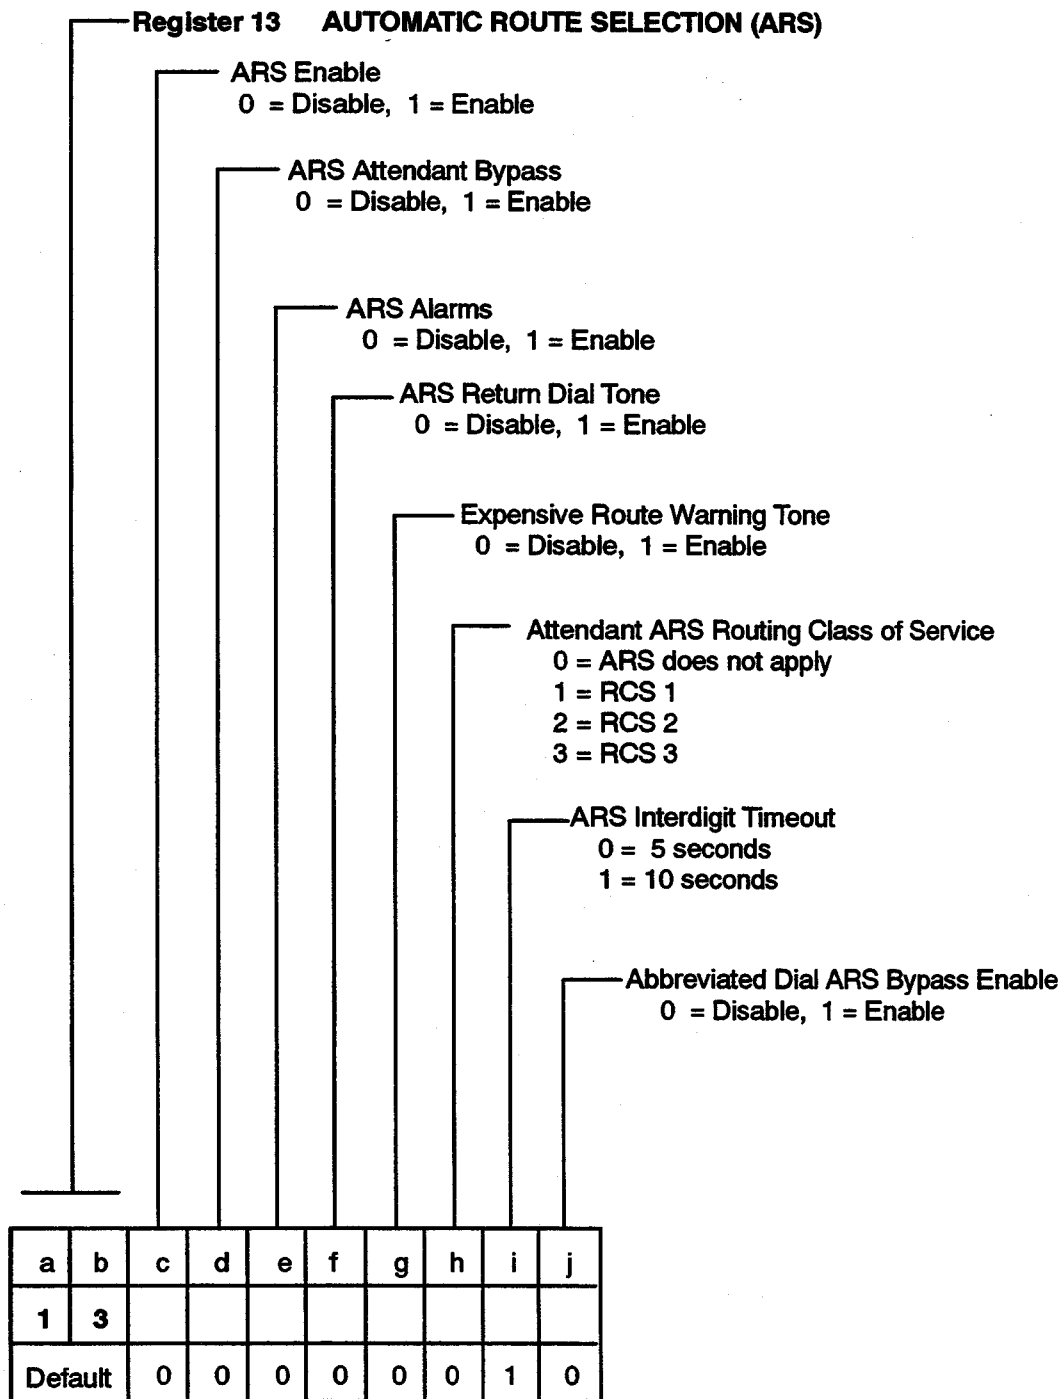 Register 13 AUTOMATIC ROUTE SELECTION (ARS)
ARS Enable
0 = Disable, 1 = Enable
ARS Attendant Bypass
0 = Disable, 1 = Enable
ARS Alarms
0 = Disable, 1 = Enable
ARS Return Dial Tone
0 = Disable, 1 = Enable
Expensive Route Warning Tone
0 = Disable, 1 = Enable
Attendant ARS Routing Class of Service
0 = ARS does not apply
1 = RCS 1
2 = RCS 2
3 = RCS 3
ARS Interdigit Timeout
0 = 5 seconds
1 = 10 seconds
Abbreviated Dial ARS Bypass Enable
0 = Disable, 1 = Enable
a b c d e f g h i j
1 3
Default 0 0 0 0 0 0 1 0